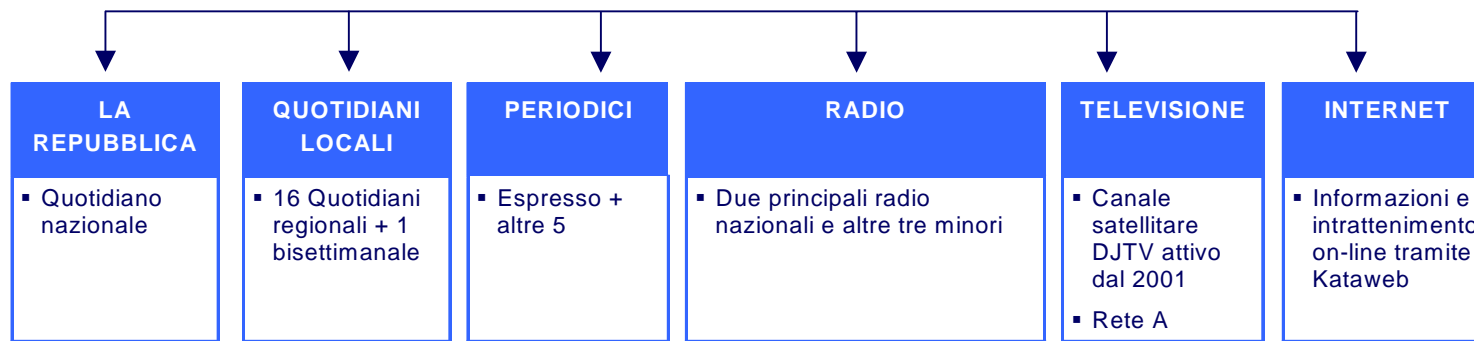 LA
REPUBBLICA
▪ Quotidiano
nazionale
QUOTIDIANI
LOCALI
▪ 16 Quotidiani
regionali + 1
bisettimanale
PERIODICI
▪ Espresso +
altre 5
RADIO
▪ Due principali radio
nazionali e altre tre minori
TELEVISIONE
▪ Canale
satellitare
DJTV attivo
dal 2001
▪ Rete A
INTERNET
▪ Informazioni e
intrattenimento
on-line tramite
Kataweb